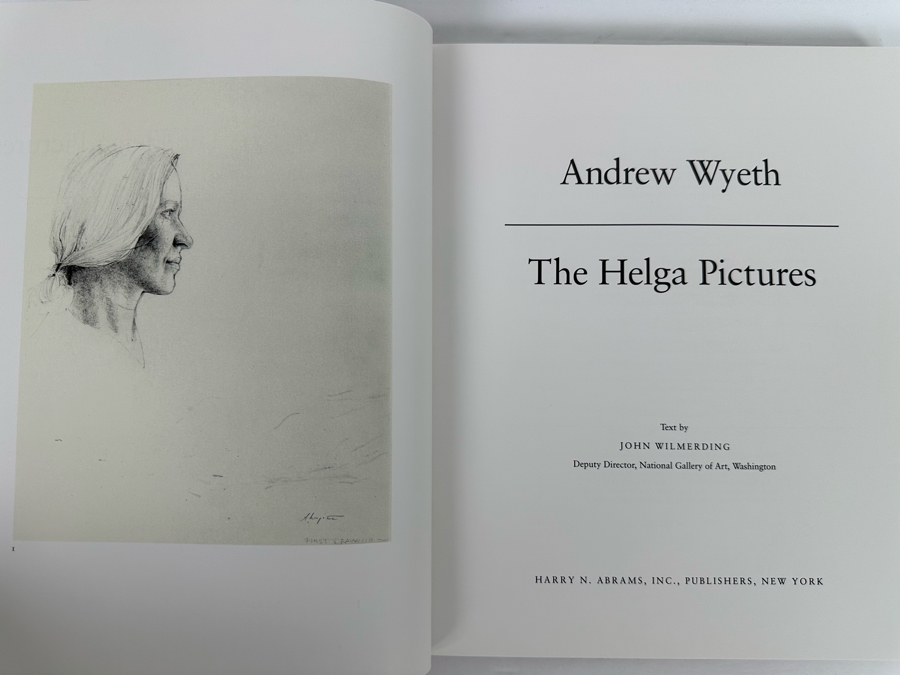 1
Andrew Wyeth
The Helga Pictures
Text by
JOHN WILMERDING
Deputy Director, National Gallery of Art, Washington
HARRY N. ABRAMS, INC., PUBLISHERS, NEW YORK